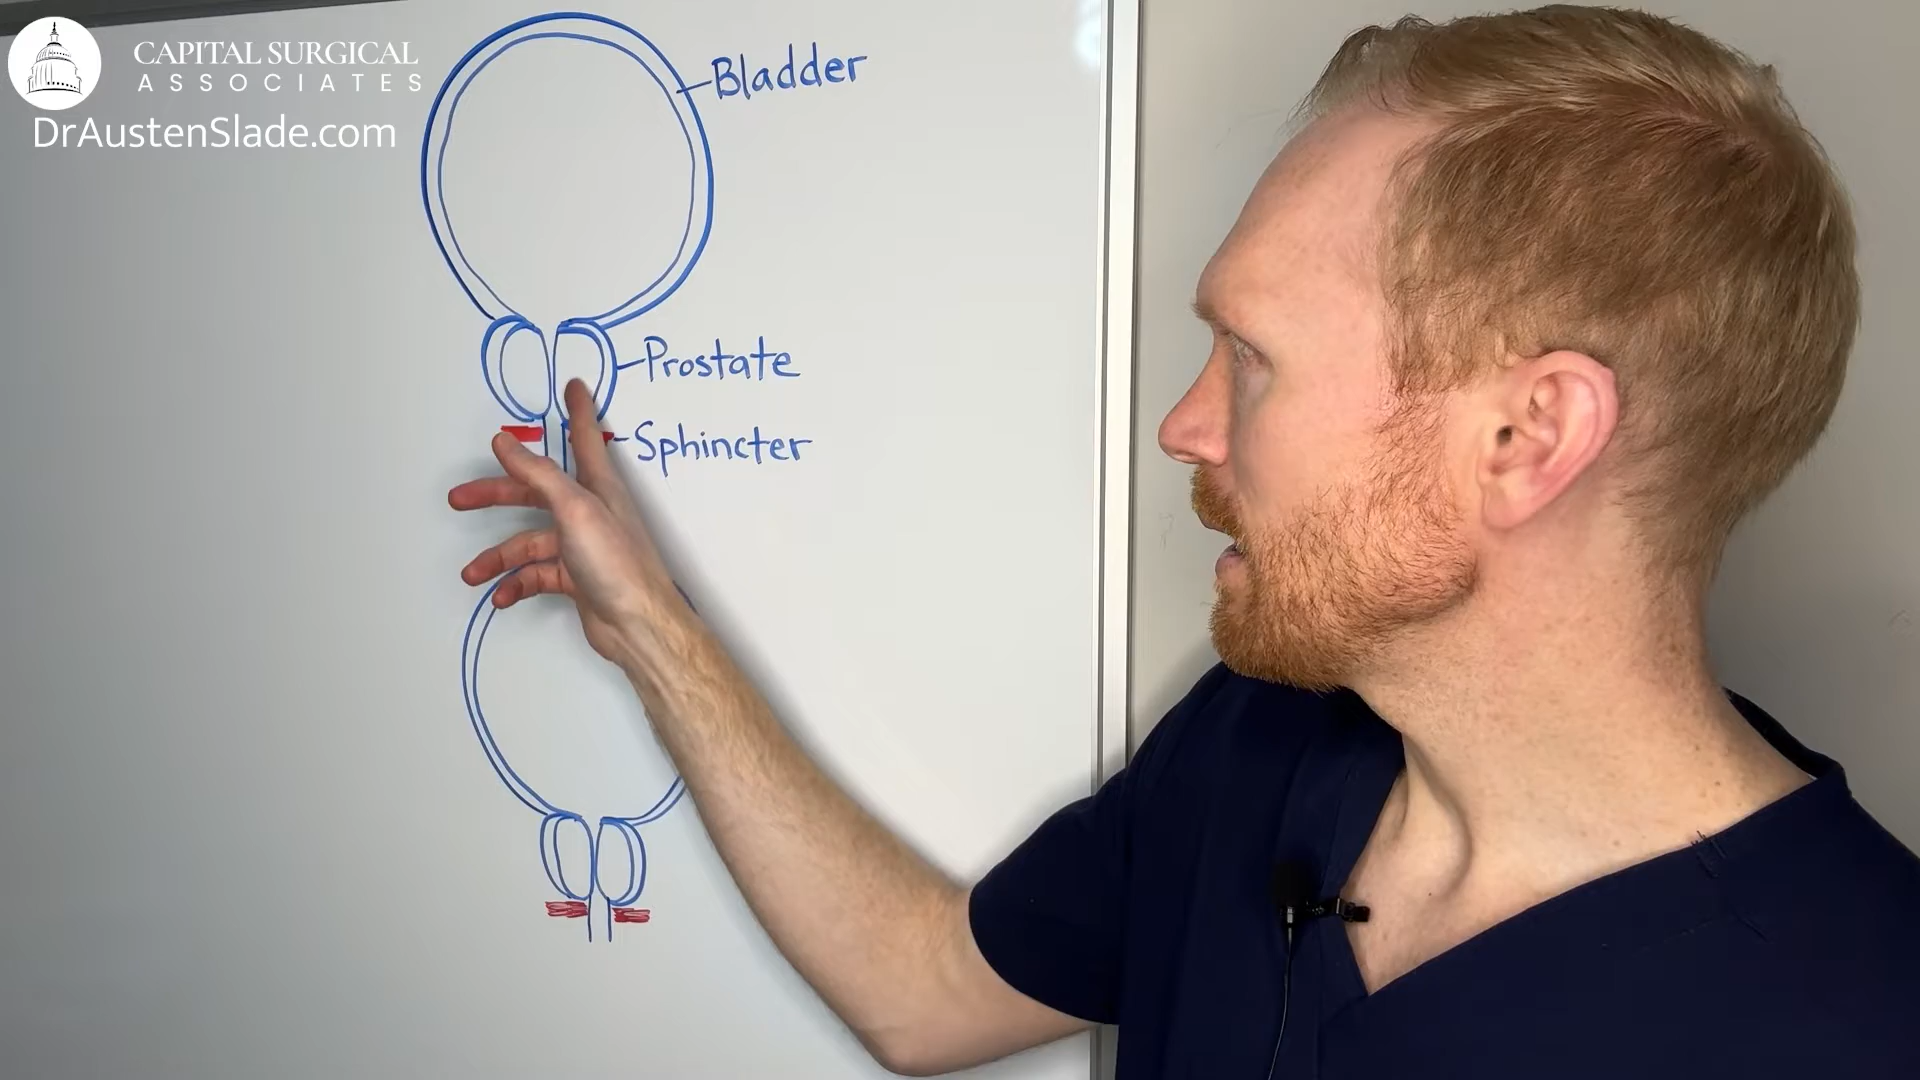 CAPITAL SURGICAL
ASSOCIATES
DrAustenSlade.com
Bladder
Prostate
Sphincter